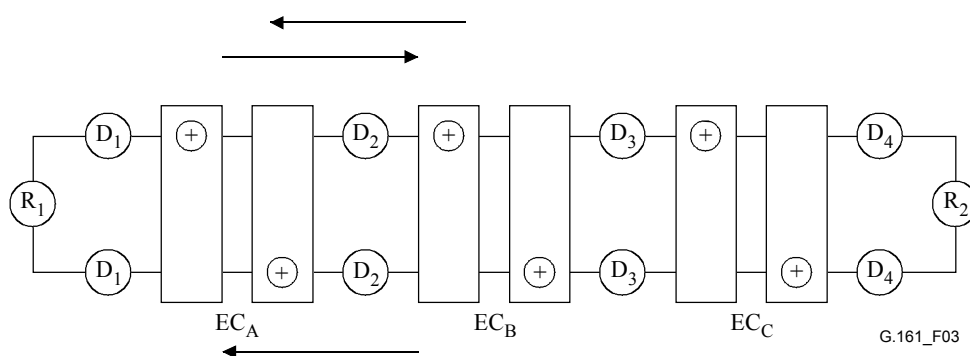 + + +
D1 D2 D3 D4
R1 R2
D1 D2 D3 D4
+ + +
ECA ECB ECC
G.161_F03